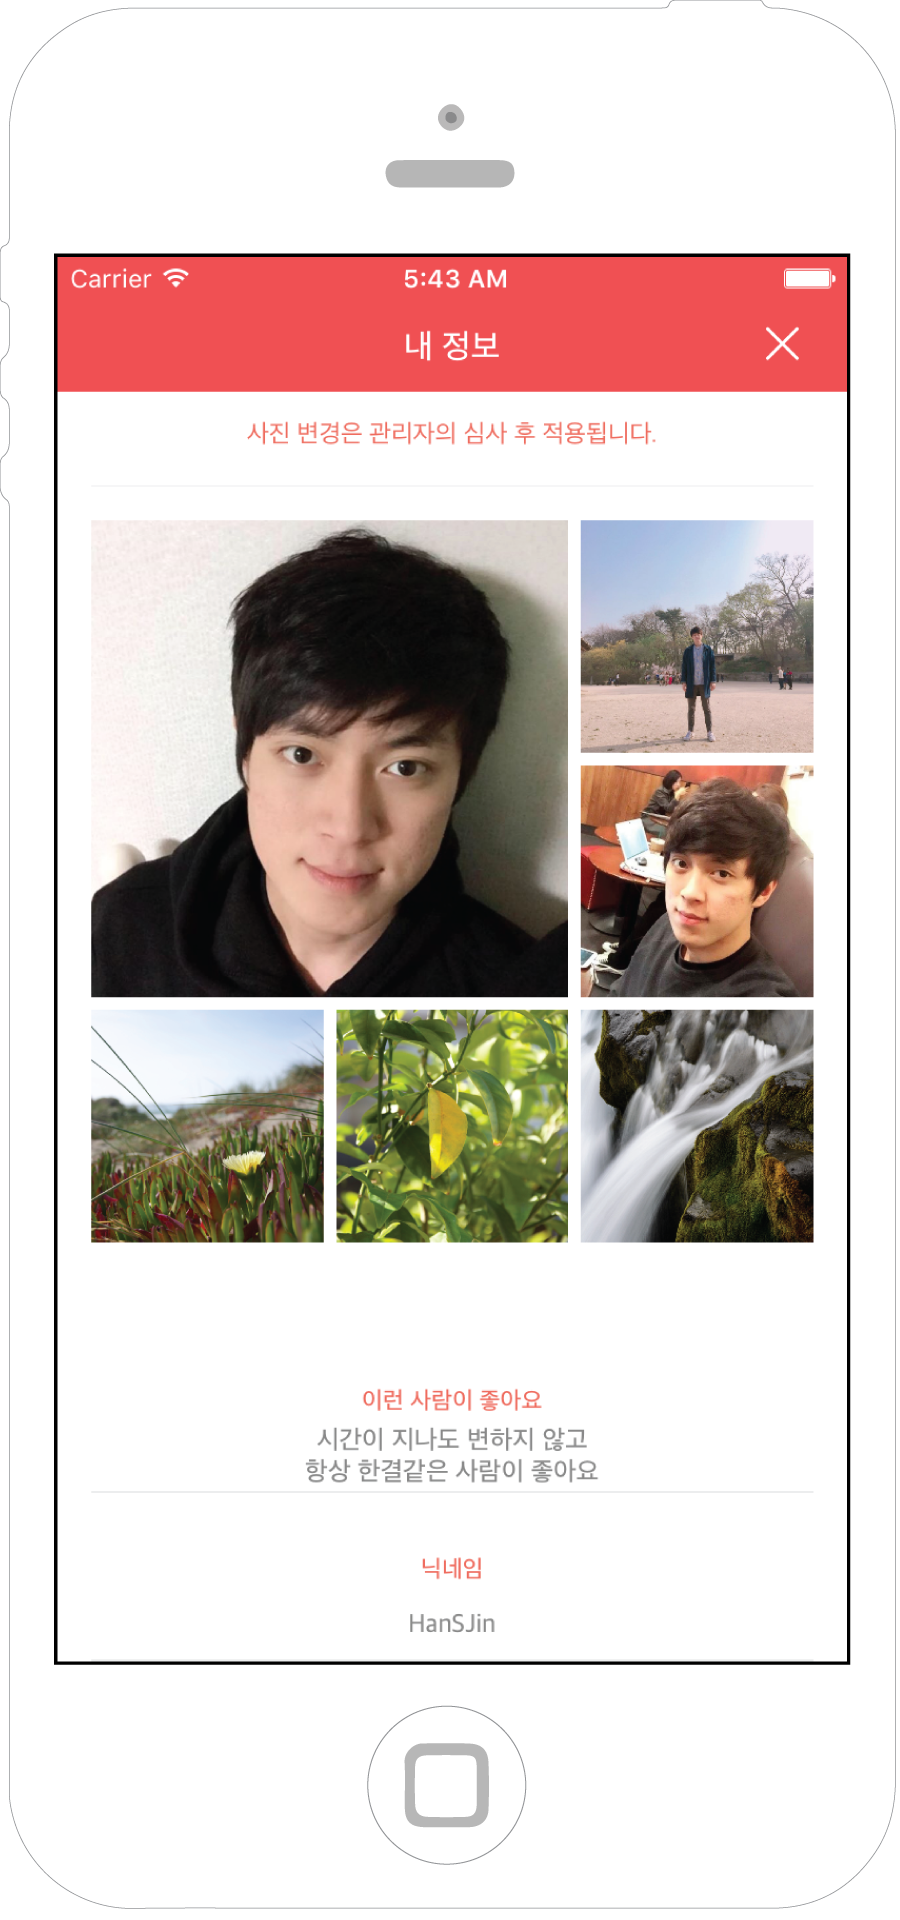 Carrier 5:43 AM
내 정보
사진 변경은 관리자의 심사 후 적용됩니다.
이런 사람이 좋아요
시간이 지나도 변하지 않고
항상 한결같은 사람이 좋아요
닉네임
HanSJin